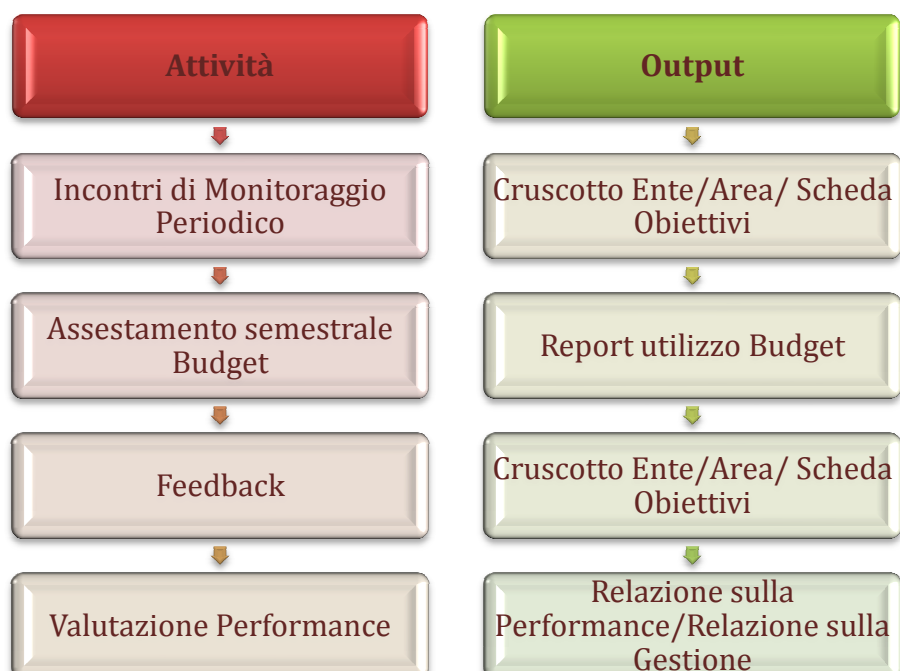 Attività
Incontri di Monitoraggio
Periodico
Assestamento semestrale
Budget
Feedback
Valutazione Performance
Output
Cruscotto Ente/Area/ Scheda
Obiettivi
Report utilizzo Budget
Cruscotto Ente/Area/ Scheda
Obiettivi
Relazione sulla
Performance/Relazione sulla
Gestione